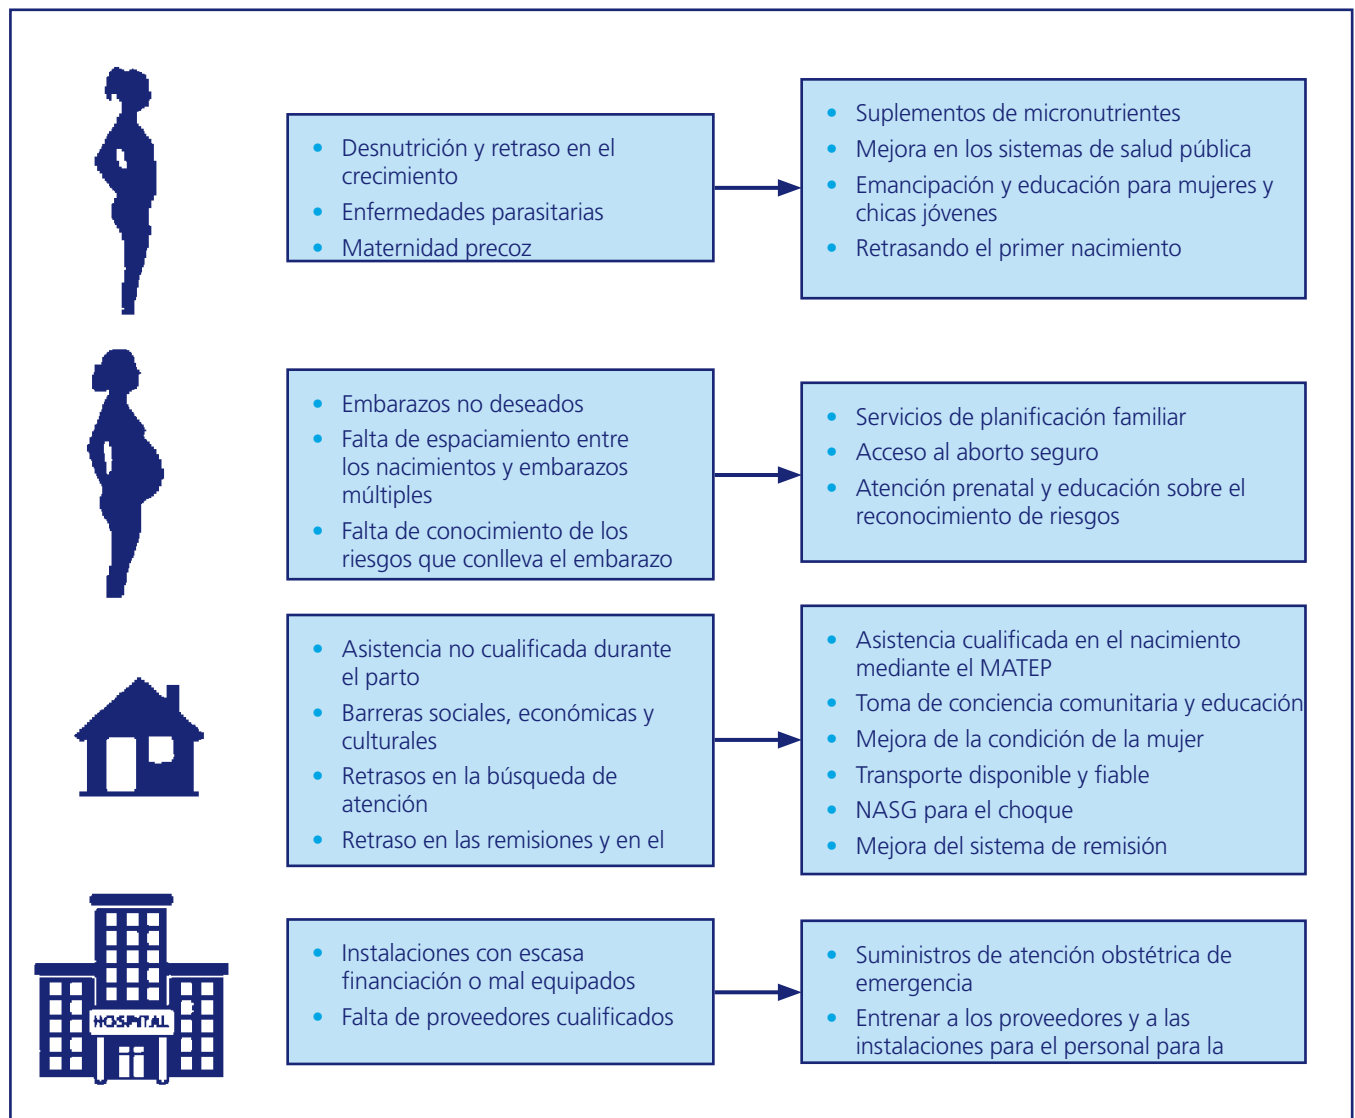 • Desnutrición y retraso en el
crecimiento
• Enfermedades parasitarias
• Maternidad precoz
• Suplementos de micronutrientes
• Mejora en los sistemas de salud pública
• Emancipación y educación para mujeres y
chicas jóvenes
• Retrasando el primer nacimiento
• Embarazos no deseados
• Falta de espaciamiento entre
los nacimientos y embarazos
múltiples
• Falta de conocimiento de los
riesgos que conlleva el embarazo
• Servicios de planificación familiar
• Acceso al aborto seguro
• Atención prenatal y educación sobre el
reconocimiento de riesgos
• Asistencia no cualificada durante
el parto
• Barreras sociales, económicas y
culturales
• Retrasos en la búsqueda de
atención
• Retraso en las remisiones y en el
• Asistencia cualificada en el nacimiento
mediante el MATEP
• Toma de conciencia comunitaria y educación
• Mejora de la condición de la mujer
• Transporte disponible y fiable
• NASG para el choque
• Mejora del sistema de remisión
HOSPITAL
• Instalaciones con escasa
financiación o mal equipados
• Falta de proveedores cualificados
• Suministros de atención obstétrica de
emergencia
• Entrenar a los proveedores y a las
instalaciones para el personal para la